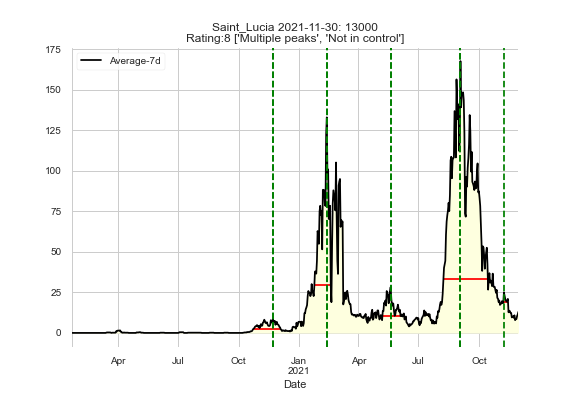 Saint_Lucia 2021-11-30: 13000
Rating:8 ['Multiple peaks', 'Not in control']
175
150
125
100
75
50
25
0
Average-7d
Apr
Jul
Oct
Jan
2021
Apr
Jul
Oct
Date